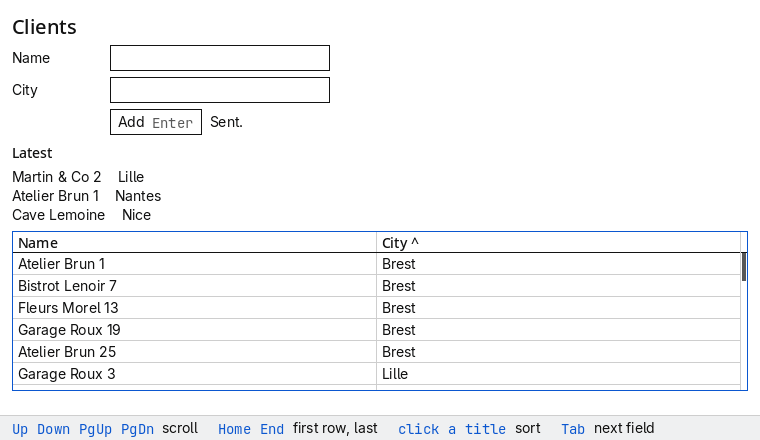 Clients
Name
City
Add Enter Sent.
Latest
Martin & Co 2 Lille
Atelier Brun 1 Nantes
Cave Lemoine Nice
Name City ^
Atelier Brun 1 Brest
Bistrot Lenoir 7 Brest
Fleurs Morel 13 Brest
Garage Roux 19 Brest
Atelier Brun 25 Brest
Garage Roux 3 Lille
Up Down PgUp PgDn scroll Home End first row, last click a title sort Tab next field